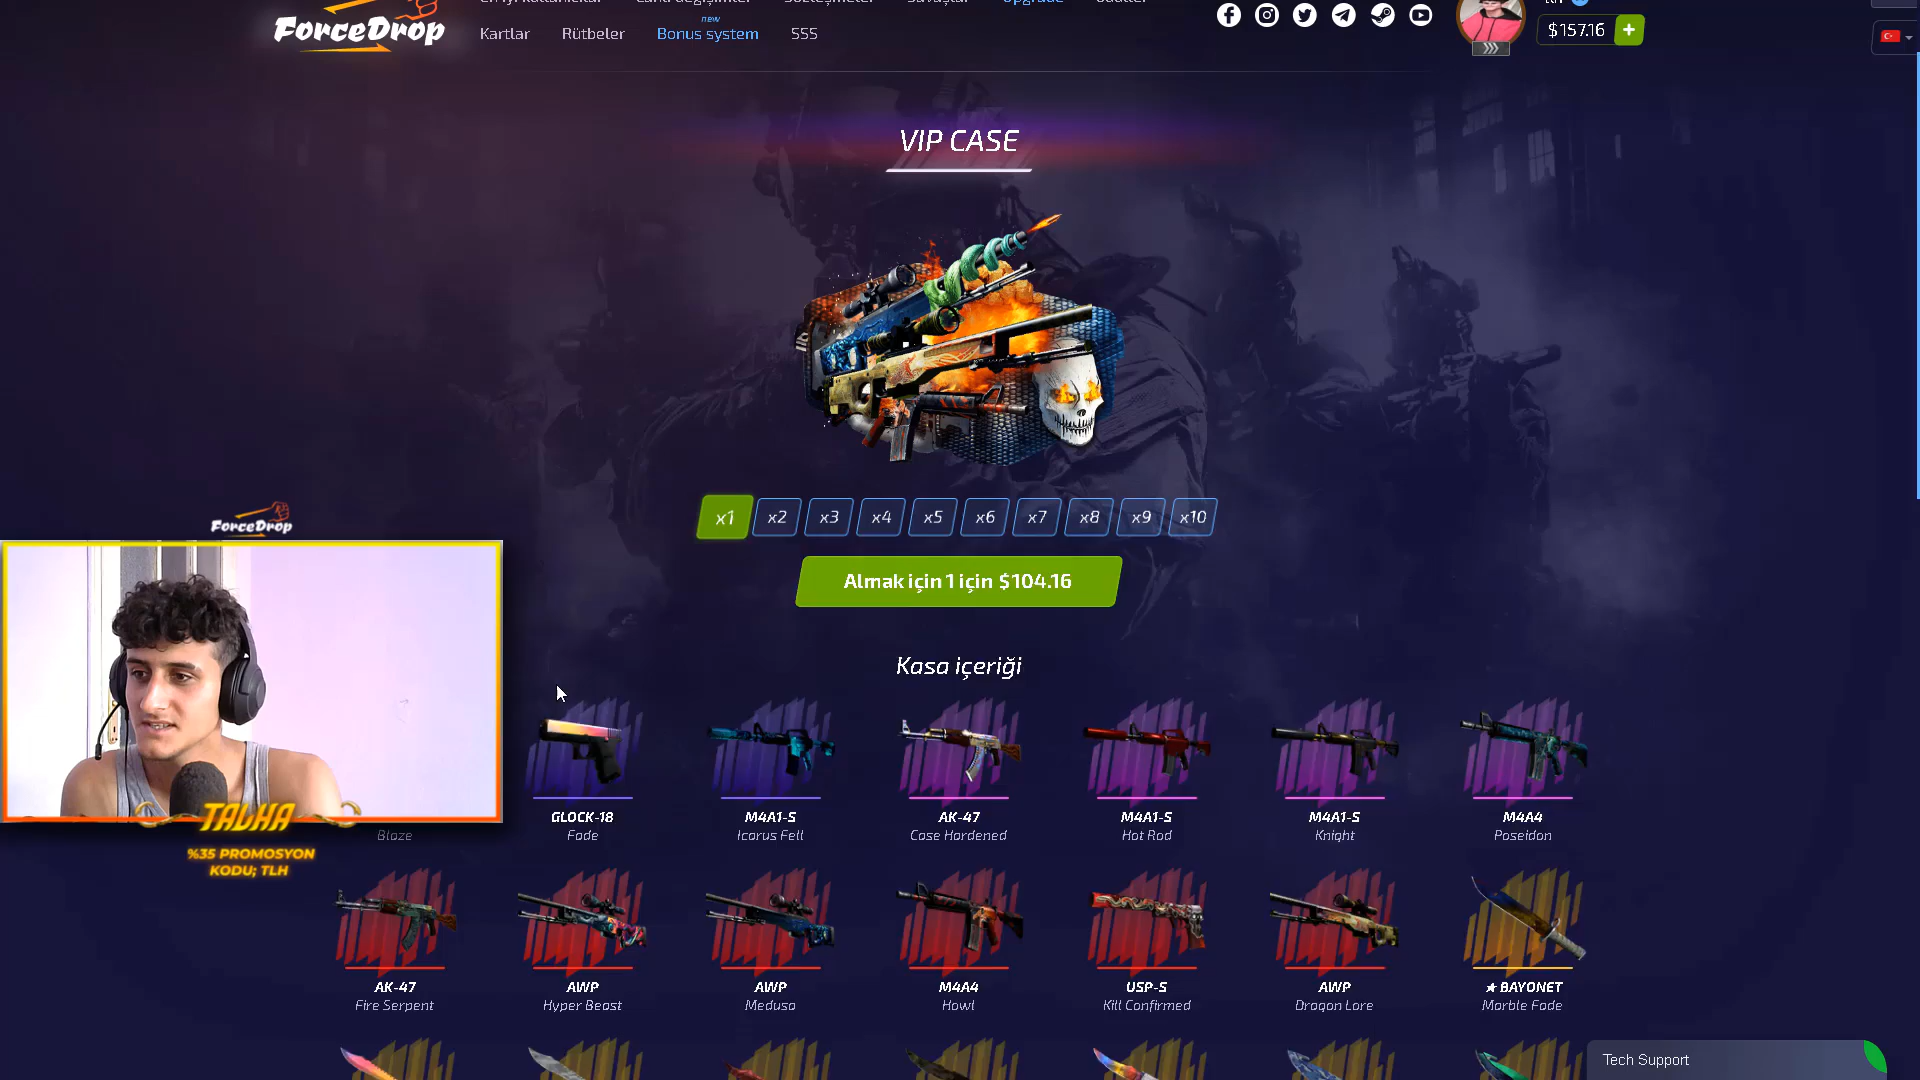 ForceDrop
Kartlar
Rütbeler
new
Bonus system
SSS
$157.16
+
VIP CASE
x1
x2
x3
x4
x5
x6
x7
x8
x9
x10
Almak için 1 için $104.16
Kasa içeriği
ForceDrop
TALHA
%35 PROMOSYON
KODU; TLH
Blaze
GLOCK-18
Fade
M4A1-S
Icarus Fell
AK-47
Case Hardened
M4A1-S
Hot Rod
M4A1-S
Knight
M4A4
Poseidon
AK-47
Fire Serpent
AWP
Hyper Beast
AWP
Medusa
M4A4
Howl
USP-S
Kill Confirmed
AWP
Dragon Lore
★ BAYONET
Marble Fade
Tech Support